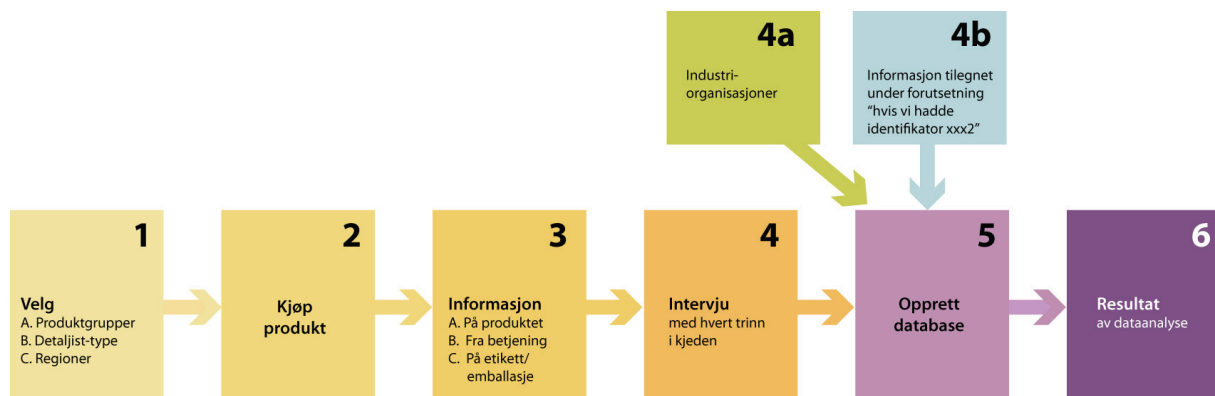 4a
Industri-
organisasjoner
4b
Informasjon tilegnet
under forutsetning
“hvis vi hadde
identifikator xxx2”
1
Velg
A. Produktgrupper
B. Detaljist-type
C. Regioner
2
Kjøp
produkt
3
Informasjon
A. På produktet
B. Fra betjening
C. På etikett/
emballasje
4
Intervju
med hvert trinn
i kjeden
5
Opprett
database
6
Resultat
av dataanalyse